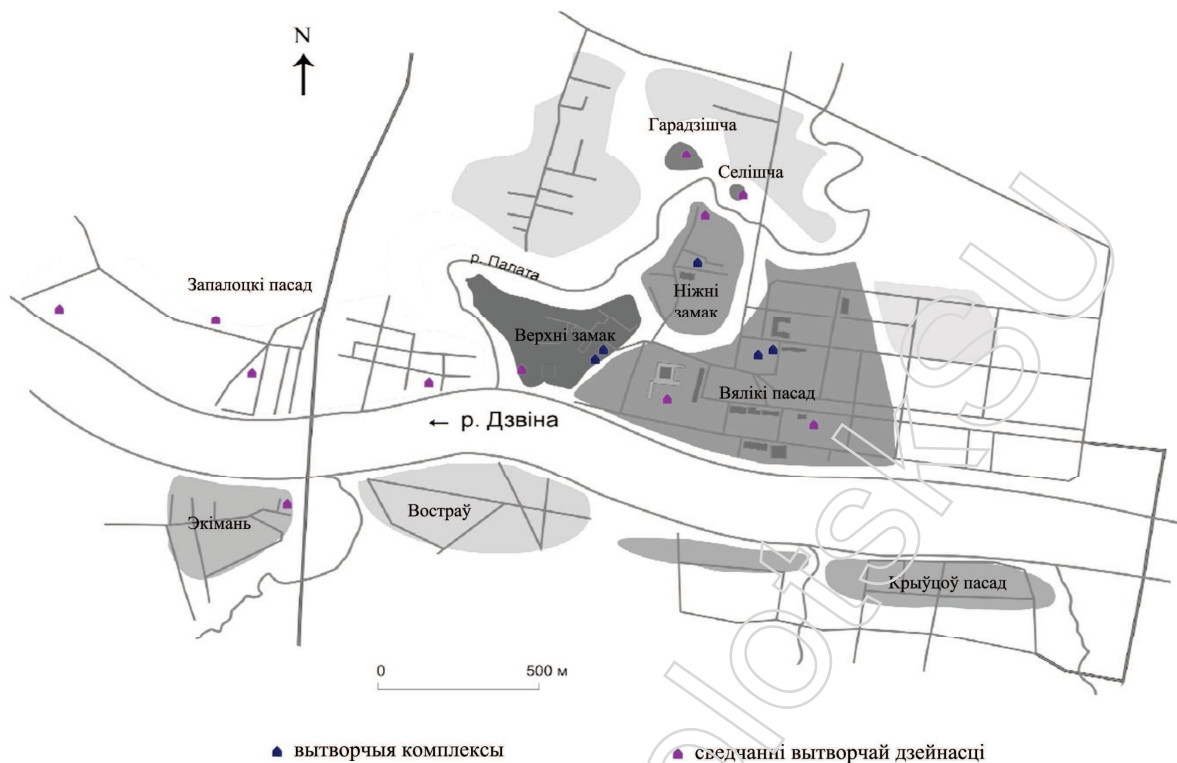 N
Гарадзішча
Селішча
р. Палата
Запалоцкі пасад
Ніжні
замак
Верхні замак
Вялікі пасад
← р. Дзвіна
Экімань
Востраў
Крыўцоў пасад
0 500 м
вытворчыя комплексы
сведчанні вытворчай дзейнасці